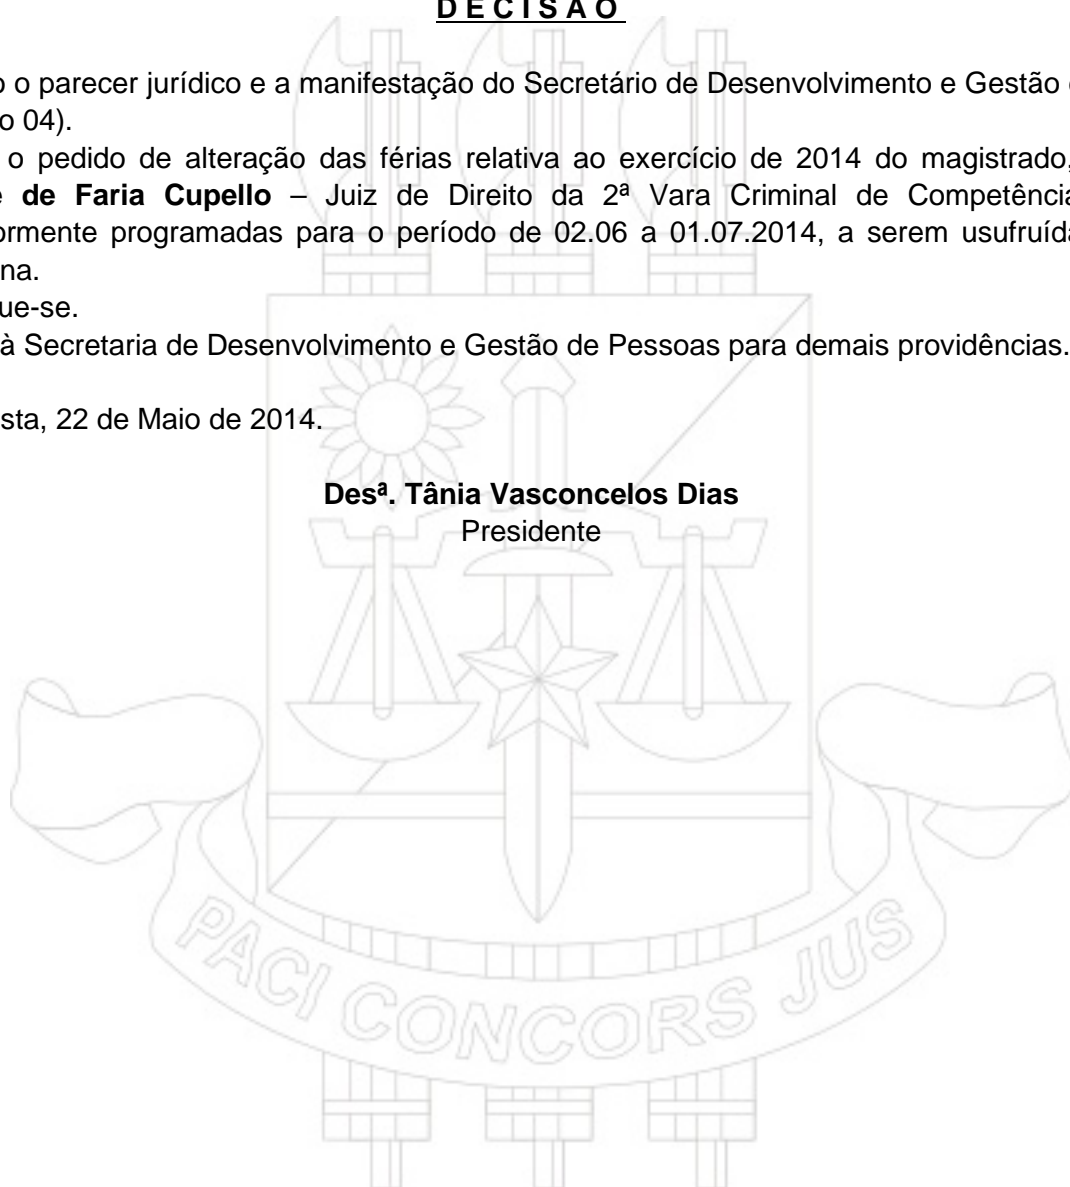 DECISÃO
o parecer jurídico e a manifestação do Secretário de Desenvolvimento e Gestão
o 04).
o pedido de alteração das férias relativa ao exercício de 2014 do magistrado,
de Faria Cupello – Juiz de Direito da 2ª Vara Criminal de Competência
ormente programadas para o período de 02.06 a 01.07.2014, a serem usufruída
na.
ue-se.
à Secretaria de Desenvolvimento e Gestão de Pessoas para demais providências.
sta, 22 de Maio de 2014.
Desª. Tânia Vasconcelos Dias
Presidente
PACI CONCORS JUS